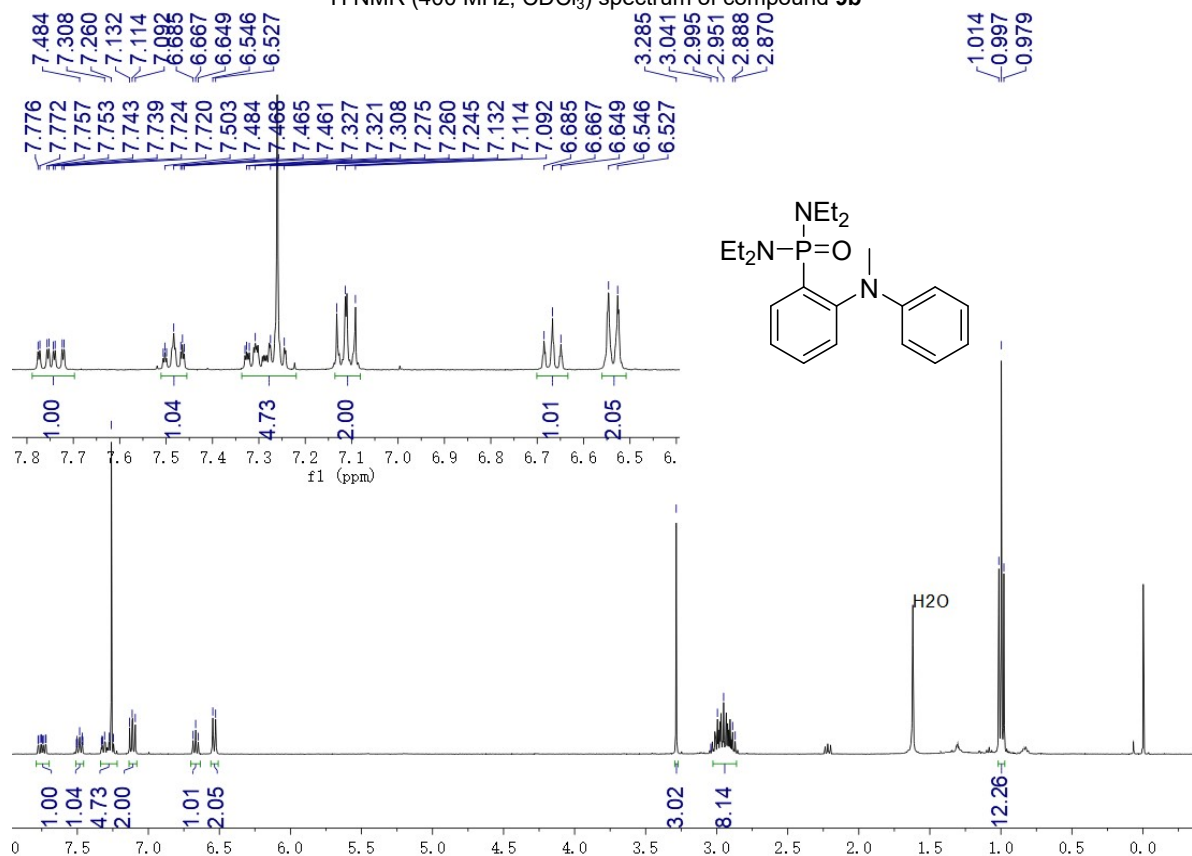 ¹H NMR (400 MHz, CDCl₃) spectrum of compound 9b
7.484 7.308 7.260 7.132 7.114 7.092 6.685 6.667 6.649 6.546 6.527
3.285 3.041 2.995 2.951 2.888 2.870
1.014 0.997 0.979
7.776 7.772 7.757 7.753 7.743 7.739 7.724 7.720 7.503 7.484 7.468 7.465 7.461 7.327 7.321 7.308 7.275 7.260 7.245 7.132 7.114 7.092 6.685 6.667 6.649 6.546 6.527
NEt₂
Et₂N P=O
N
1.00 1.04 4.73 2.00 1.01 2.05
7.8 7.7 7.6 7.5 7.4 7.3 7.2 7.1 7.0 6.9 6.8 6.7 6.6 6.5 6.
f1 (ppm)
H2O
1.00 1.04 4.73 2.00 1.01 2.05 3.02 8.14 12.26
0 7.5 7.0 6.5 6.0 5.5 5.0 4.5 4.0 3.5 3.0 2.5 2.0 1.5 1.0 0.5 0.0